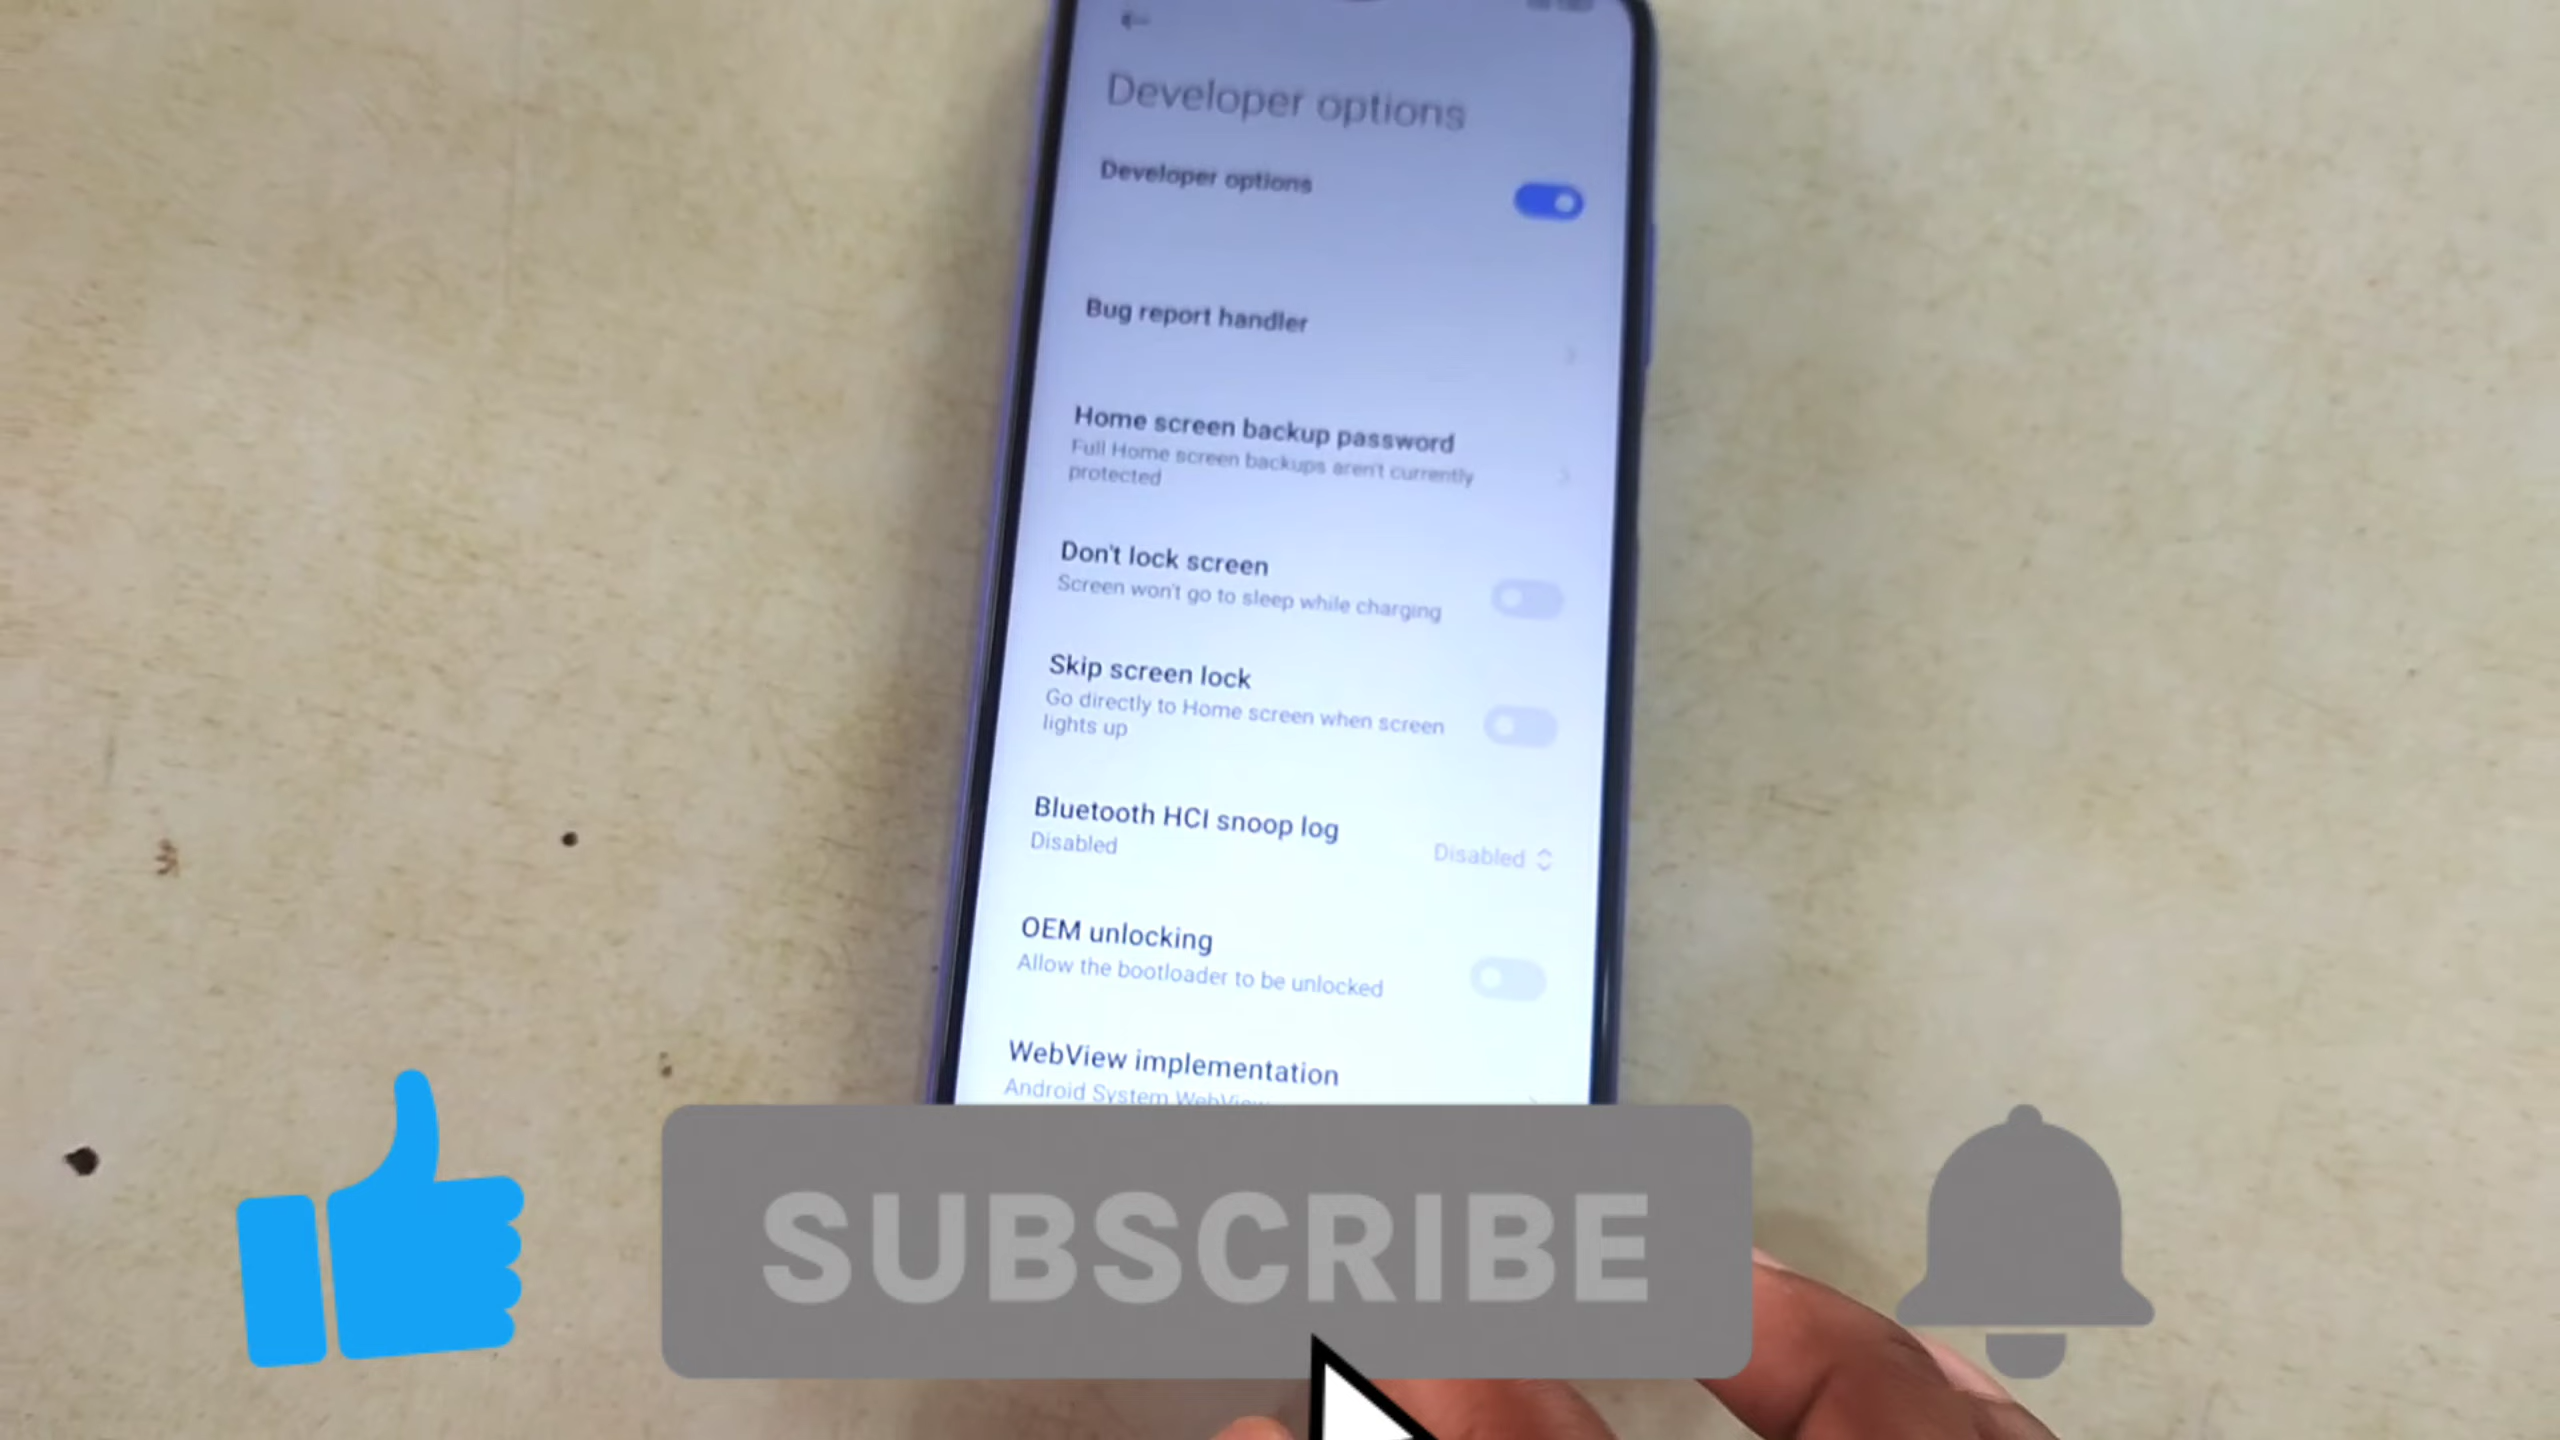 Developer options
Developer options
Bug report handler
Home screen backup password
Full Home screen backups aren't currently
protected
Don't lock screen
Screen won't go to sleep while charging
Skip screen lock
Go directly to Home screen when screen
lights up
Bluetooth HCI snoop log
Disabled
Disabled
OEM unlocking
Allow the bootloader to be unlocked
WebView implementation
Android System WebView
SUBSCRIBE